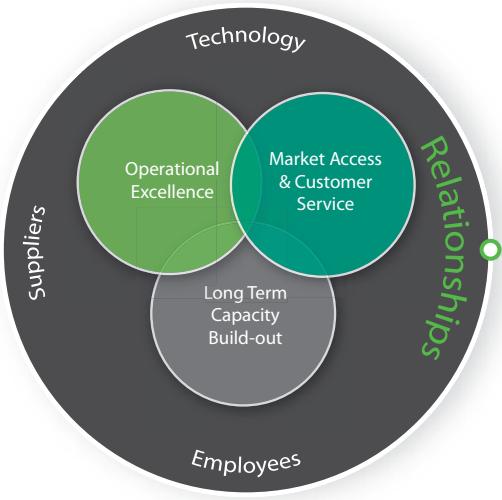 Technology
Relationships
Operational
Excellence
Market Access
& Customer
Service
Suppliers
Long Term
Capacity
Build-out
Employees